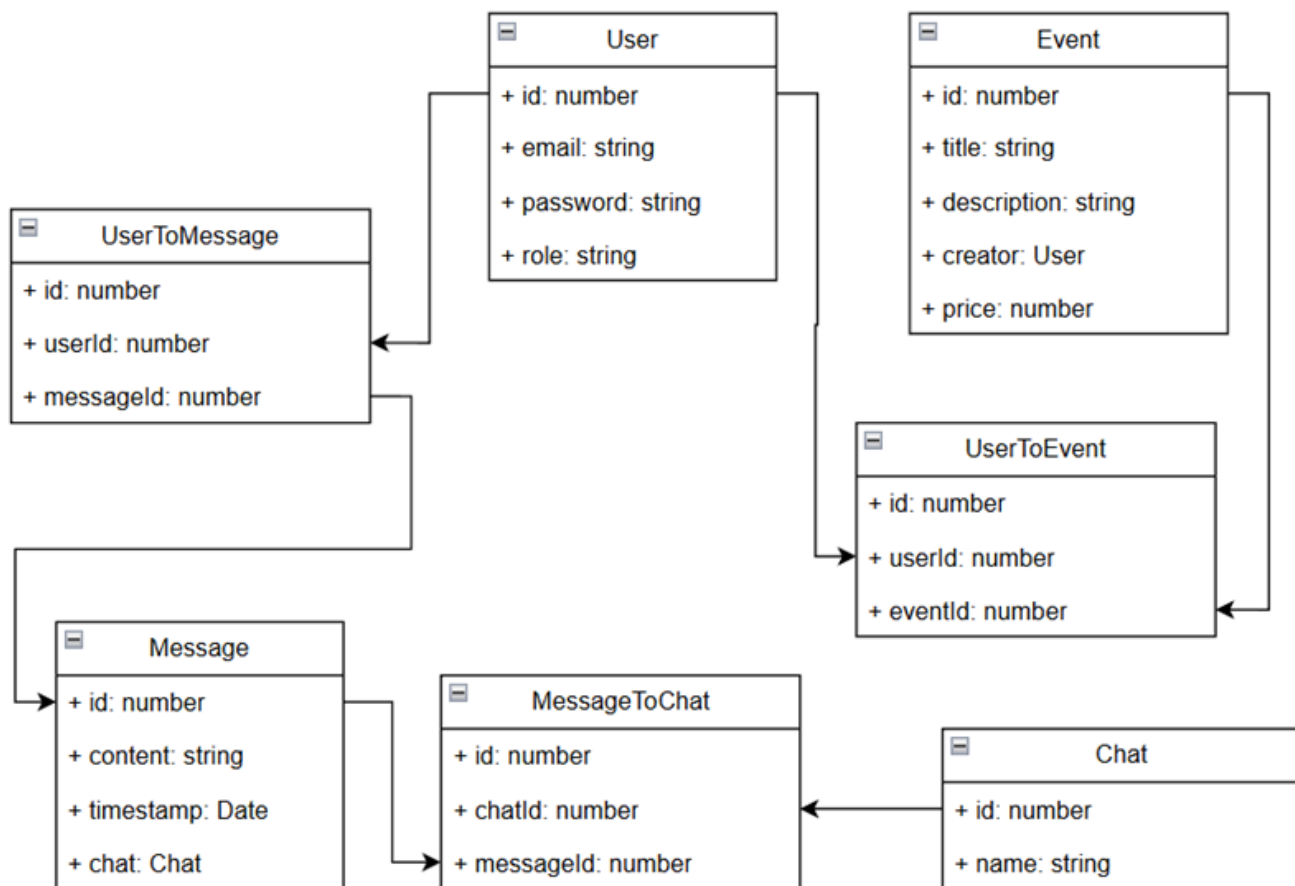 User
+ id: number
+ email: string
+ password: string
+ role: string
Event
+ id: number
+ title: string
+ description: string
+ creator: User
+ price: number
UserToMessage
+ id: number
+ userId: number
+ messageId: number
UserToEvent
+ id: number
+ userId: number
+ eventId: number
Message
+ id: number
+ content: string
+ timestamp: Date
+ chat: Chat
MessageToChat
+ id: number
+ chatId: number
+ messageId: number
Chat
+ id: number
+ name: string